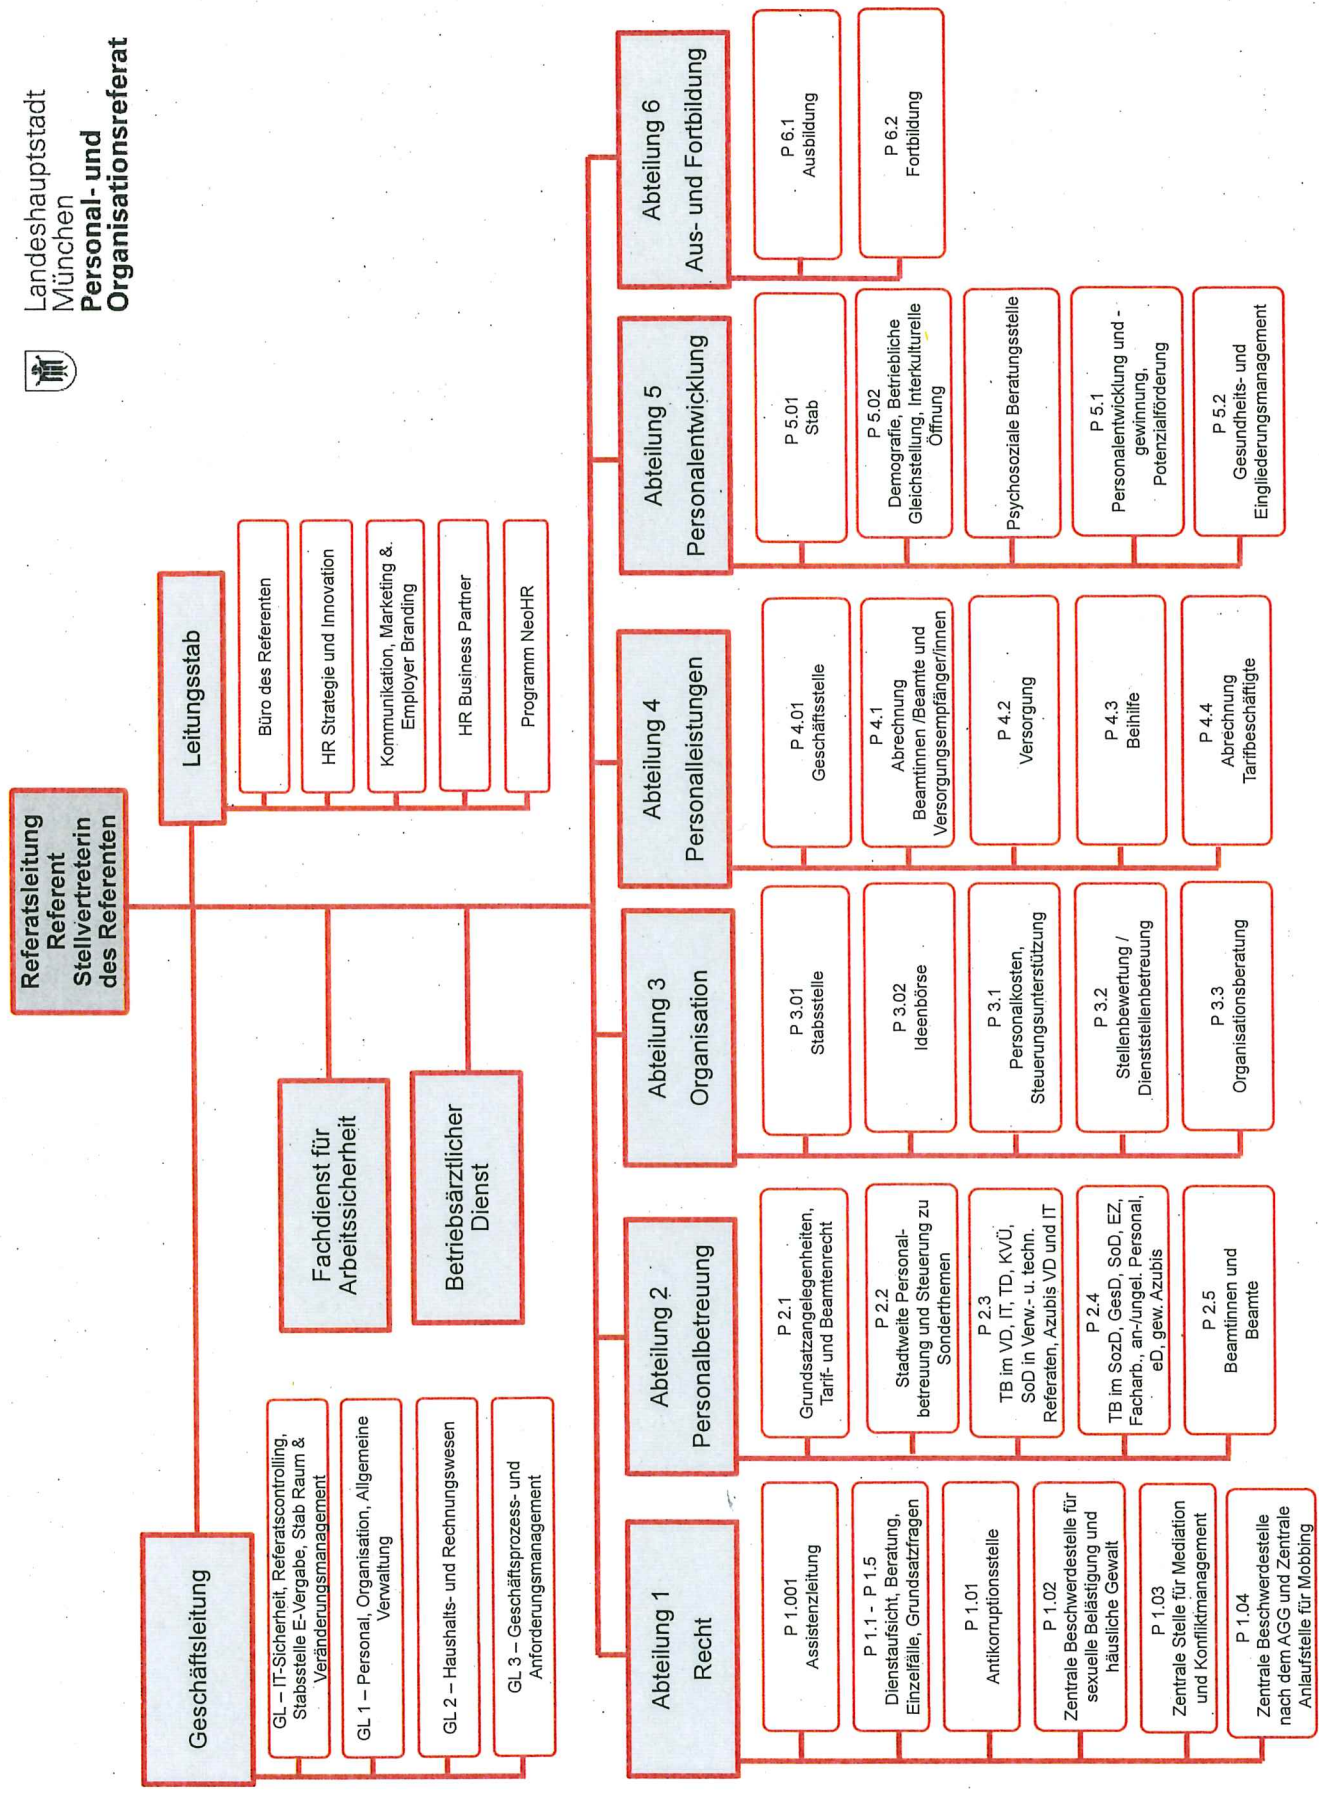 Landeshauptstadt
München
Personal- und
Organisationsreferat
Referatsleitung
Referent
Stellvertreterin
des Referenten
Leitungsstab
Büro des Referenten
HR Strategie und Innovation
Kommunikation, Marketing &
Employer Branding
HR Business Partner
Programm NeoHR
Geschäftsleitung
GL – IT-Sicherheit, Referatscontrolling,
Stabsstelle E-Vergabe, Stab Raum &
Veränderungsmanagement
GL 1 – Personal, Organisation, Allgemeine
Verwaltung
GL 2 – Haushalts- und Rechnungswesen
GL 3 – Geschäftsprozess- und
Anforderungsmanagement
Fachdienst für
Arbeitssicherheit
Betriebsärztlicher
Dienst
Abteilung 1
Recht
P 1.001
Assistenzleitung
P 1.1 - P 1.5
Dienstaufsicht, Beratung,
Einzelfälle, Grundsatzfragen
P 1.01
Antikorruptionsstelle
P 1.02
Zentrale Beschwerdestelle für
sexuelle Belästigung und
häusliche Gewalt
P 1.03
Zentrale Stelle für Mediation
und Konfliktmanagement
P 1.04
Zentrale Beschwerdestelle
nach dem AGG und Zentrale
Anlaufstelle für Mobbing
Abteilung 2
Personalbetreuung
P 2.1
Grundsatzangelegenheiten,
Tarif- und Beamtenrecht
P 2.2
Stadtweite Personal-
betreuung und Steuerung zu
Sonderthemen
P 2.3
TB im VD, IT, TD, KVÜ,
SoD in Verw.- u. techn.
Referaten, Azubis VD und IT
P 2.4
TB im SozD, GesD, SoD, EZ,
Facharb., an-/ungel. Personal,
eD, gew. Azubis
P 2.5
Beamtinnen und
Beamte
Abteilung 3
Organisation
P 3.01
Stabsstelle
P 3.02
Ideenbörse
P 3.1
Personalkosten,
Steuerungsunterstützung
P 3.2
Stellenbewertung /
Dienststellenbetreuung
P 3.3
Organisationsberatung
Abteilung 4
Personalleistungen
P 4.01
Geschäftsstelle
P 4.1
Abrechnung
Beamtinnen /Beamte und
Versorgungsempfänger/innen
P 4.2
Versorgung
P 4.3
Beihilfe
P 4.4
Abrechnung
Tarifbeschäftigte
Abteilung 5
Personalentwicklung
P 5.01
Stab
P 5.02
Demografie, Betriebliche
Gleichstellung, Interkulturelle
Öffnung
Psychosoziale Beratungsstelle
P 5.1
Personalentwicklung und -
gewinnung,
Potenzialförderung
P 5.2
Gesundheits- und
Eingliederungsmanagement
Abteilung 6
Aus- und Fortbildung
P 6.1
Ausbildung
P 6.2
Fortbildung